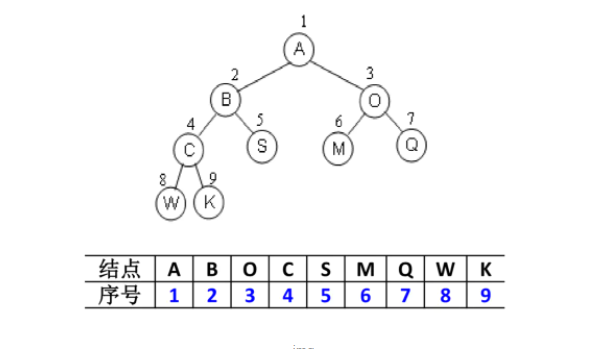 1
A
2
3
B
O
4
5
6
7
C
S
M
Q
8
9
W
K
结点 A B O C S M Q W K
序号 1 2 3 4 5 6 7 8 9